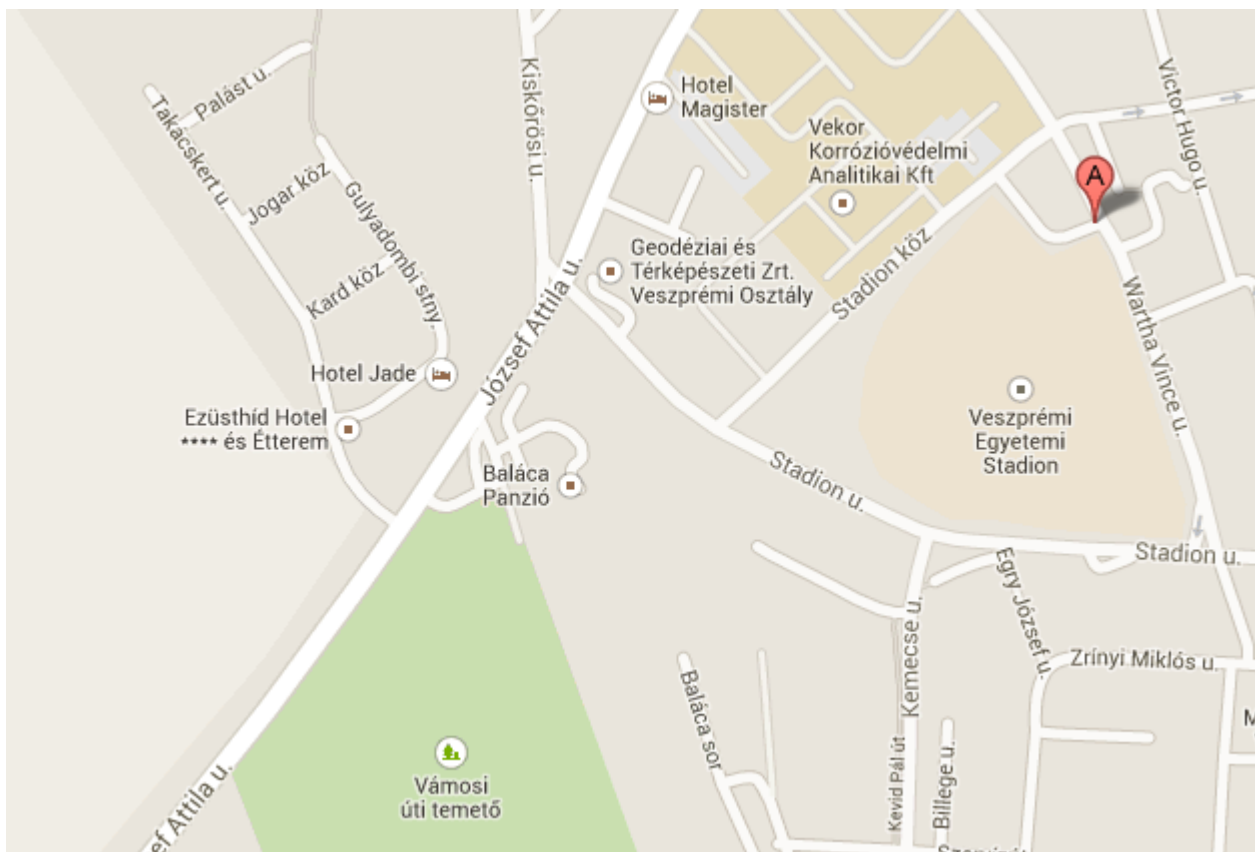 Palást u.
Takácskert u.
Jogar köz
Gulyadombi stny.
Kard köz
Kiskőrösi u.
Hotel
Magister
Vekor
Korrózióvédelmi
Analitikai Kft
Victor Hugo u.
A
Geodéziai és
Térképészeti Zrt.
Veszprémi Osztály
Stadion köz
József Attila u.
Wartha Vince u.
Hotel Jade
Ezüsthíd Hotel
**** és Étterem
Veszprémi
Egyetemi
Stadion
Baláca
Panzió
Stadion u.
Stadion u.
Egry József u.
Kemecse u.
Zrínyi Miklós u.
Baláca sor
M
Kevid Pál út
Billege u.
Vámosi
úti temető
ef Attila u.